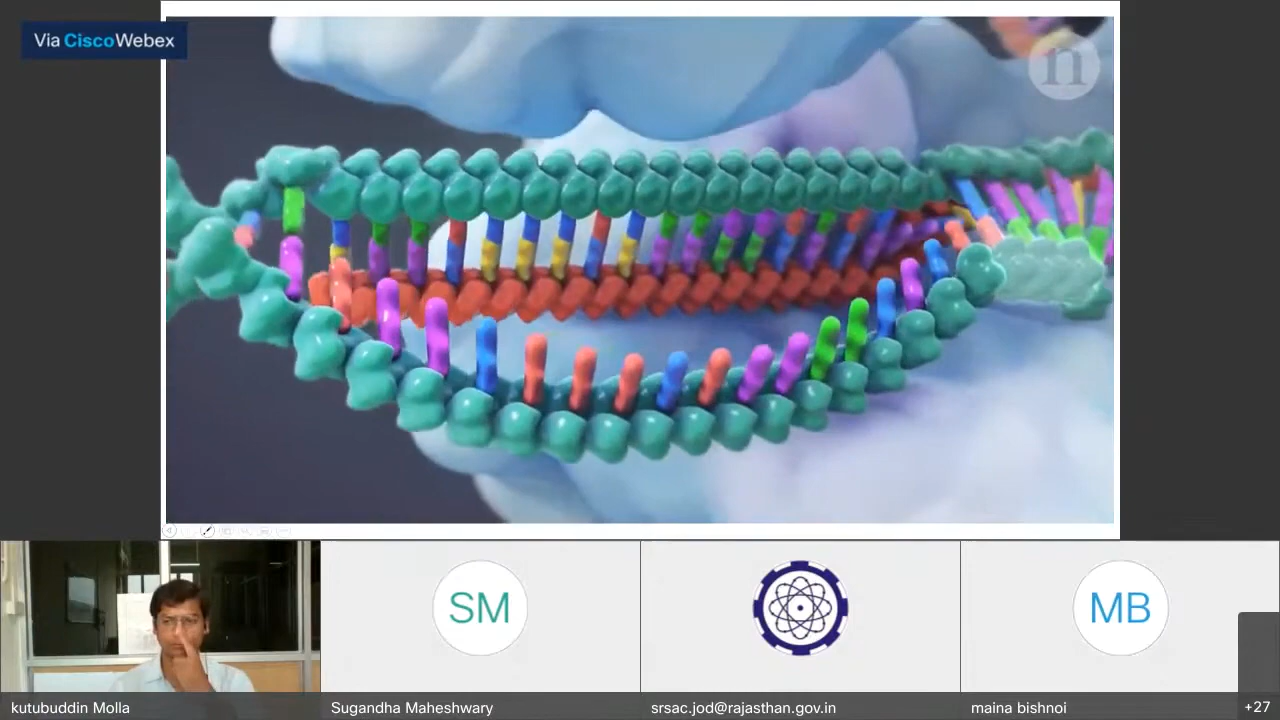 Via CiscoWebex
n
SM
MB
kutubuddin Molla
Sugandha Maheshwary
srsac.jod@rajasthan.gov.in
maina bishnoi
+27